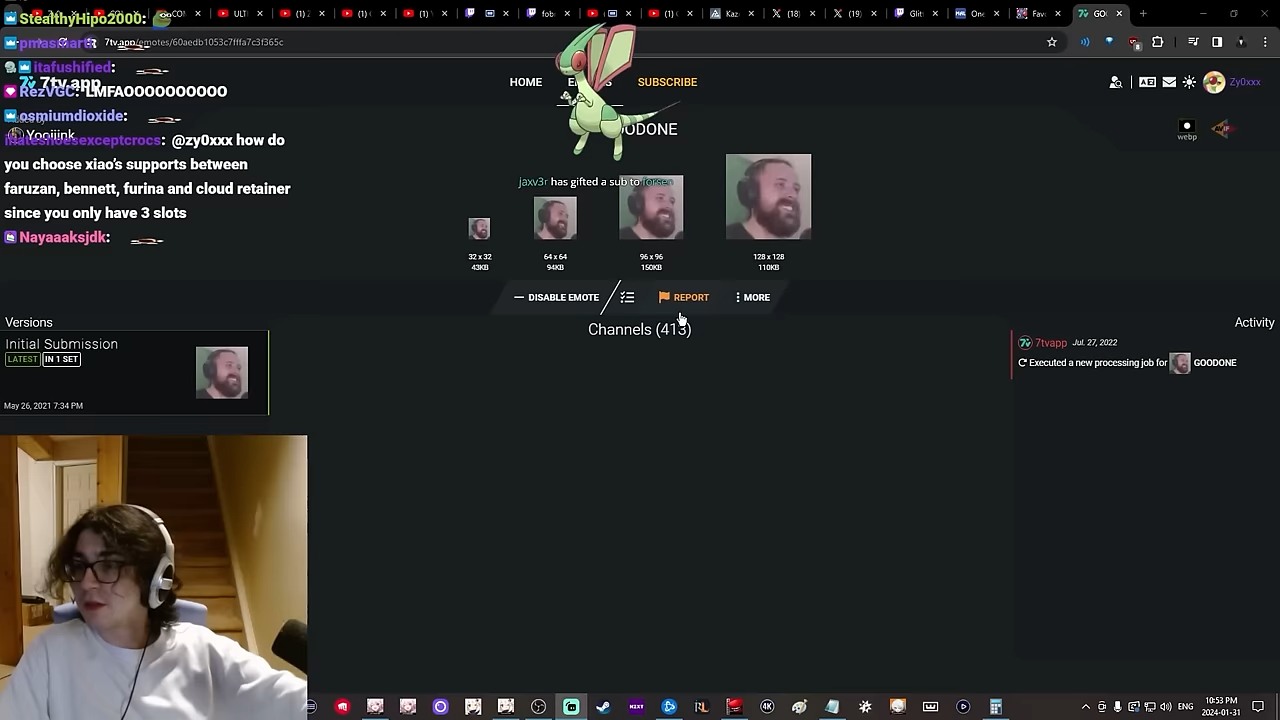 StealthyHipo2000:
pmasmart:
itafushified:
RezVGC: LMFAOOOOOOOOOO
osmiumdioxide:
ihateshoesexceptcrocs: @zy0xxx how do
you choose xiao's supports between
faruzan, bennett, furina and cloud retainer
since you only have 3 slots
Nayaaaksjdk:
7tv.app/emotes/60aedb1053c7fffa7c3f365c
7tv.app
HOME
SUBSCRIBE
Zy0xxx
Yoojiink
webp
jaxv3r has gifted a sub to forsen
32 x 32
43KB
64 x 64
94KB
96 x 96
150KB
128 x 128
110KB
DISABLE EMOTE
REPORT
MORE
Versions
Channels (413)
Activity
Initial Submission
LATEST IN 1 SET
May 26, 2021 7:34 PM
7tvapp Jul. 27, 2022
Executed a new processing job for GOODONE
ENG
10:53 PM
2024-01-31